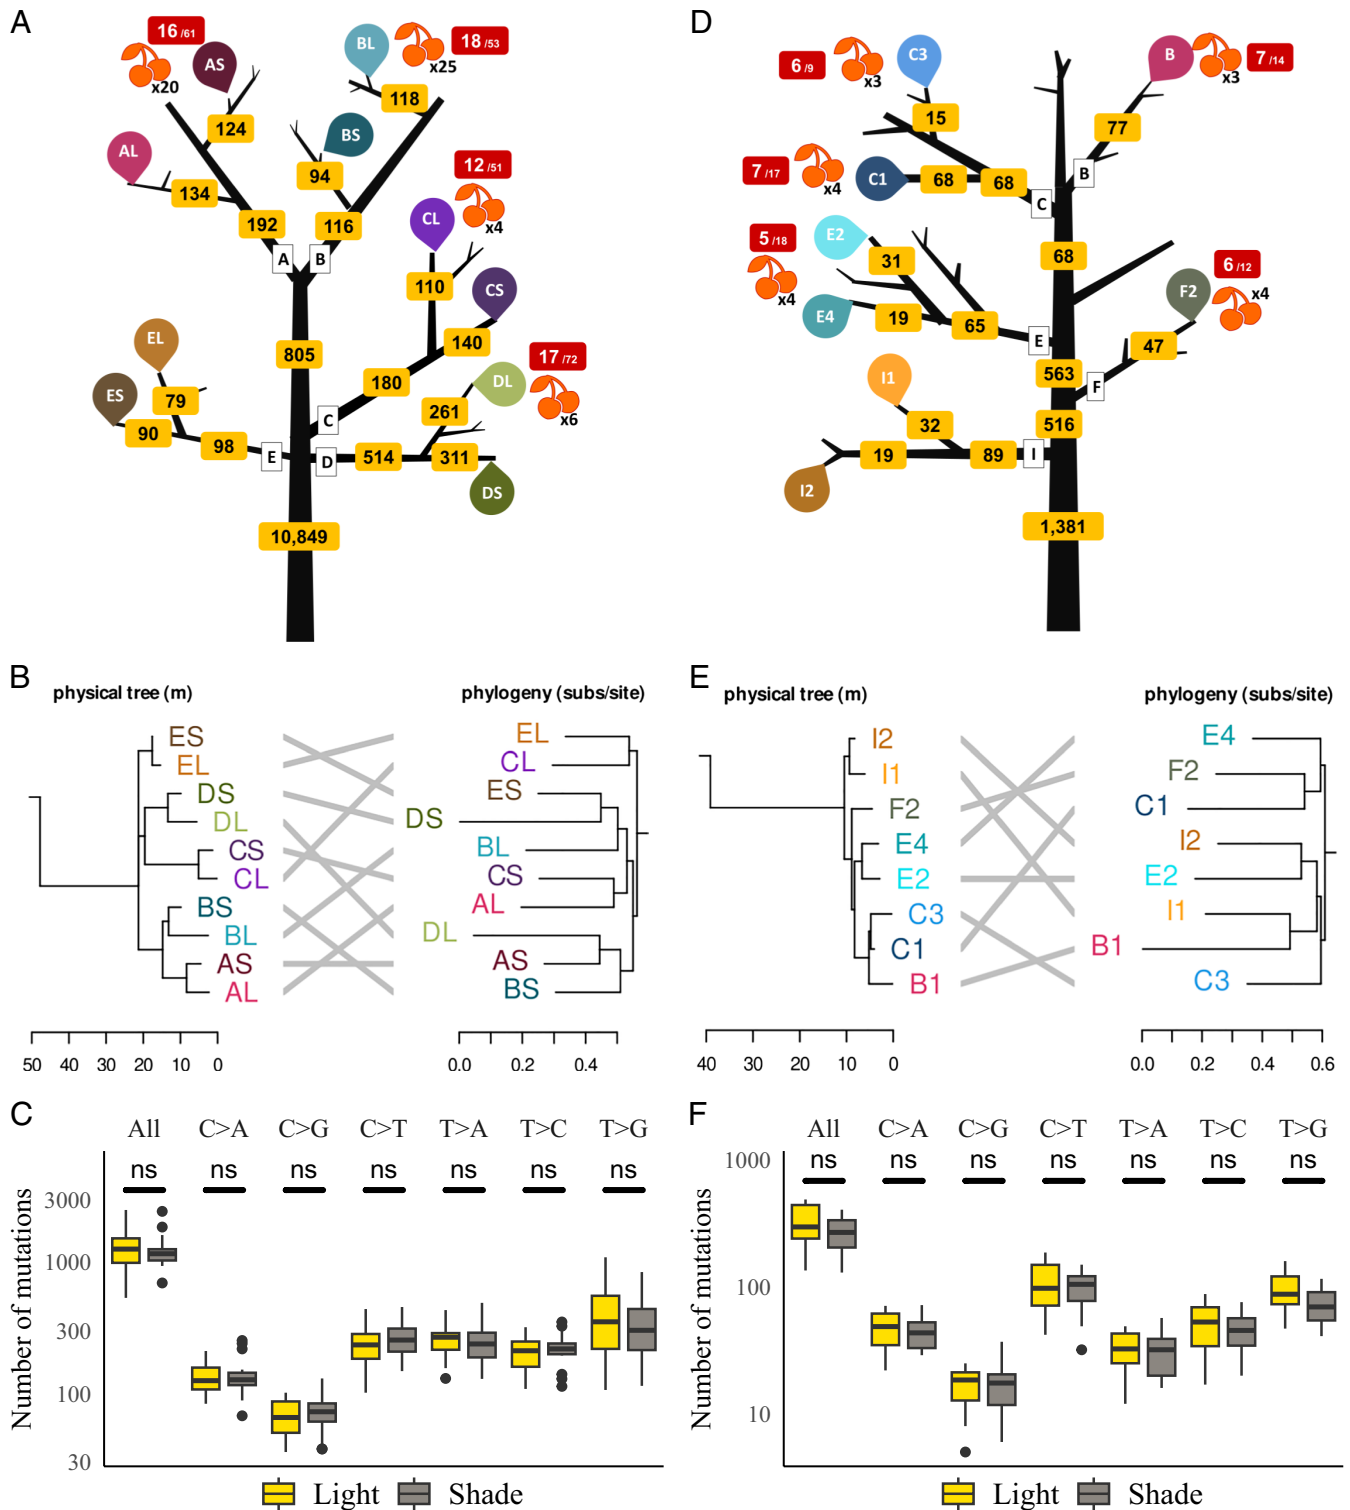 A
16 /61
x20
AS
BL
x25
18 /53
124
118
AL
BS
134
94
12 /51
x4
CL
192
116
A
B
110
CS
EL
805
140
17 /72
DL
x6
ES
79
180
261
90
98
C
E
D
514
311
DS
10,849
D
6 /9
x3
C3
B
x3
7 /14
15
77
7 /17
x4
C1
68
68
B
C
5 /18
x4
E2
31
68
6 /12
x4
F2
E4
19
65
E
47
I1
563
F
32
516
19
89
I
I2
1,381
B
physical tree (m)
phylogeny (subs/site)
ES
EL
DS
DL
CS
CL
BS
BL
AS
AL
EL
CL
ES
DS
BL
CS
AL
DL
AS
BS
50 40 30 20 10 0
0.0 0.2 0.4
E
physical tree (m)
phylogeny (subs/site)
I2
I1
F2
E4
E2
C3
C1
B1
E4
F2
C1
I2
E2
I1
B1
C3
40 30 20 10 0
0.0 0.2 0.4 0.6
C
All C>A C>G C>T T>A T>C T>G
ns ns ns ns ns ns ns
Number of mutations
3000
1000
300
100
30
Light Shade
F
All C>A C>G C>T T>A T>C T>G
ns ns ns ns ns ns ns
Number of mutations
1000
100
10
Light Shade